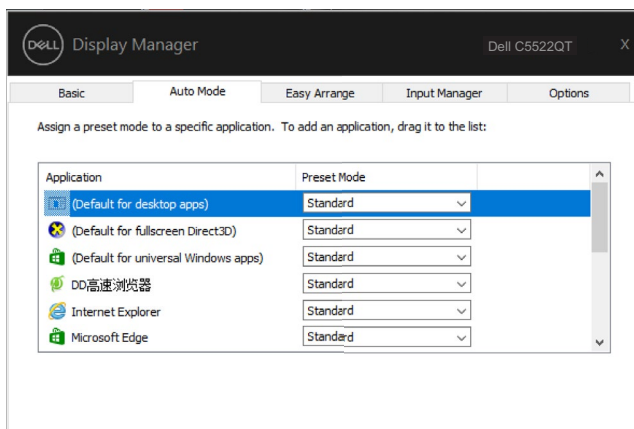 DELL Display Manager Dell C5522QT X
Basic Auto Mode Easy Arrange Input Manager Options
Assign a preset mode to a specific application. To add an application, drag it to the list:
Application Preset Mode
(Default for desktop apps) Standard
(Default for fullscreen Direct3D) Standard
(Default for universal Windows apps) Standard
DD高速浏览器 Standard
Internet Explorer Standard
Microsoft Edge Standard